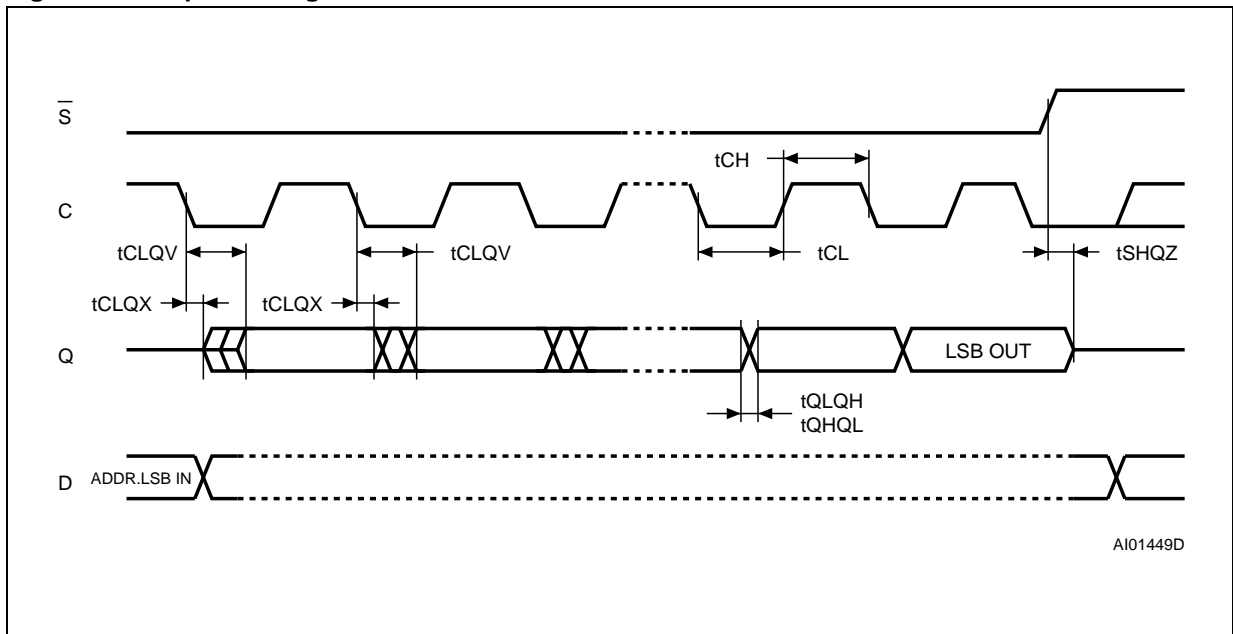 S
tCH
C
tCLQV
tCLQV
tCL
tSHQZ
tCLQX
tCLQX
Q
LSB OUT
tQLQH
tQHQL
D
ADDR.LSB IN
AI01449D